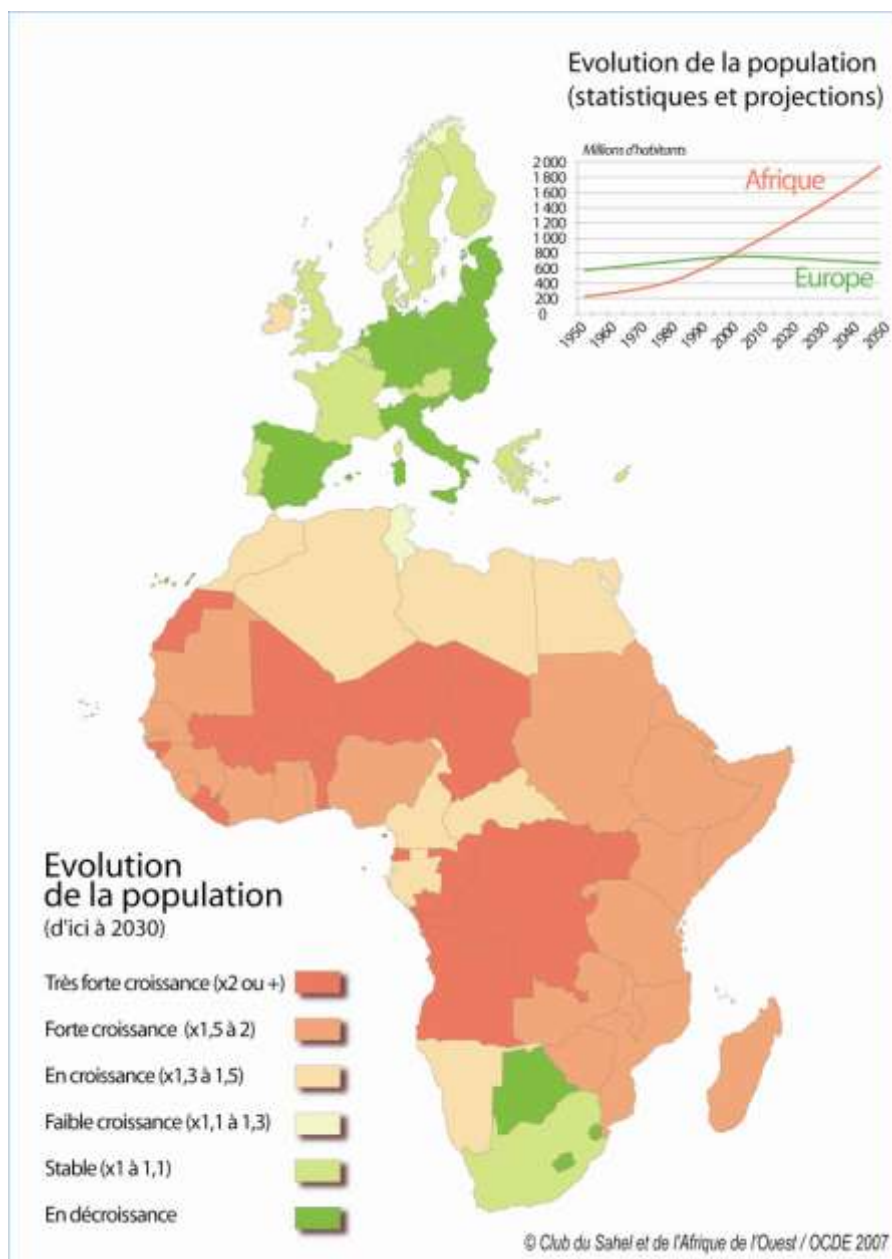 Evolution de la population
(statistiques et projections)
Millions d'habitants
2 000
1 800
1 600
1 400
1 200
1 000
800
600
400
200
0
Afrique
Europe
1950
1960
1970
1980
1990
2000
2010
2020
2030
2040
2050
Evolution
de la population
(d'ici à 2030)
Très forte croissance (x2 ou +)
Forte croissance (x1,5 à 2)
En croissance (x1,3 à 1,5)
Faible croissance (x1,1 à 1,3)
Stable (x1 à 1,1)
En décroissance
© Club du Sahel et de l'Afrique de l'Ouest / OCDE 2007